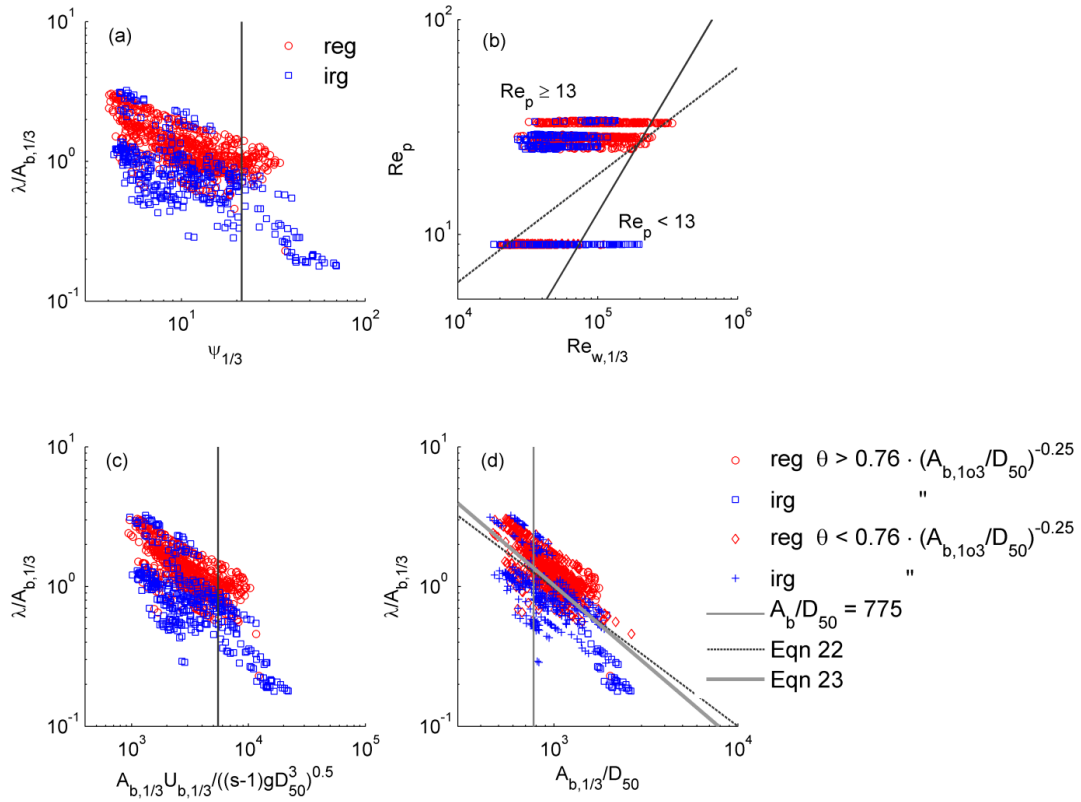 (a)
reg
irg
10^1
10^0
10^-1
λ/A_b,1/3
10^1
10^2
ψ_1/3
(b)
Re_p ≥ 13
Re_p < 13
10^2
10^1
Re_p
10^4
10^5
10^6
Re_w,1/3
(c)
10^1
10^0
10^-1
λ/A_b,1/3
10^3
10^4
10^5
A_b,1/3 U_b,1/3/((s-1)gD_50^3)^0.5
(d)
10^1
10^0
10^-1
λ/A_b,1/3
10^3
10^4
A_b,1/3/D_50
reg θ > 0.76 · (A_b,1o3/D_50)^-0.25
irg "
reg θ < 0.76 · (A_b,1o3/D_50)^-0.25
irg "
A_b/D_50 = 775
Eqn 22
Eqn 23